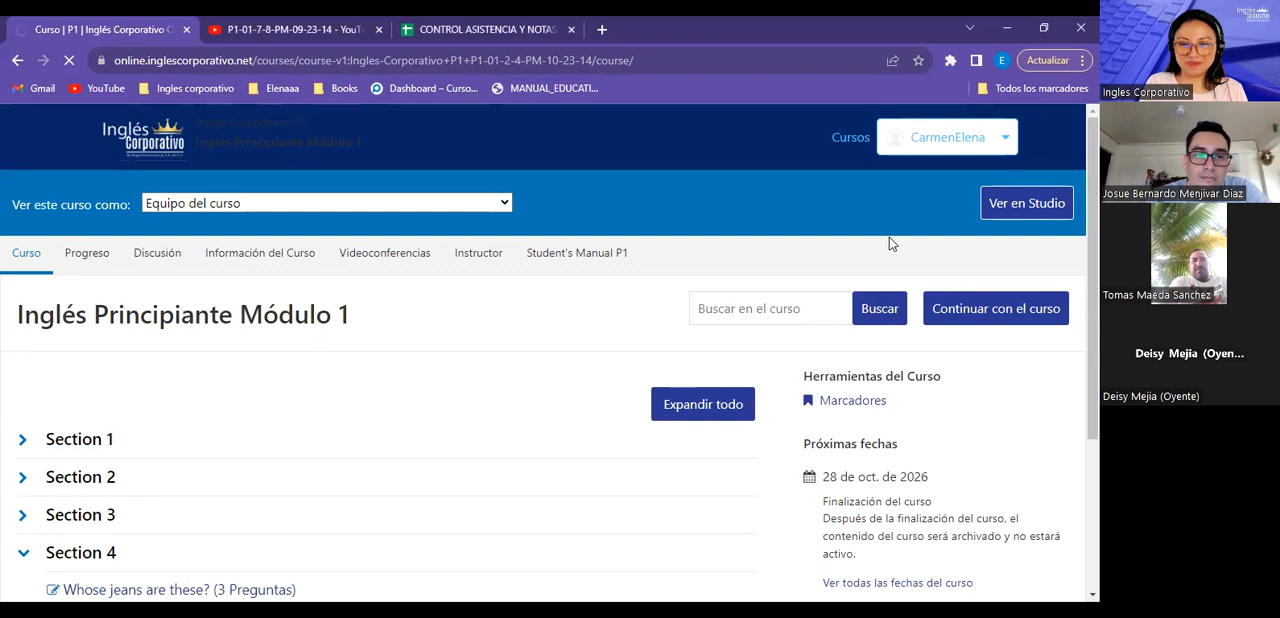 Curso | P1 | Inglés Corporativo C
P1-01-7-8-PM-09-23-14 - YouT
CONTROL ASISTENCIA Y NOTAS
online.inglescorporativo.net/courses/course-v1:Ingles-Corporativo+P1+P1-01-2-4-PM-10-23-14/course/
E
Actualizar
Gmail
YouTube
Ingles corporativo
Elenaaa
Books
Dashboard – Curso...
MANUAL_EDUCATI...
Todos los marcadores
Inglés Corporativo
Ingles-Corporativo: P1
Inglés Principiante Módulo 1
Cursos
CarmenElena
Ver este curso como:
Equipo del curso
Ver en Studio
Curso
Progreso
Discusión
Información del Curso
Videoconferencias
Instructor
Student's Manual P1
Inglés Principiante Módulo 1
Buscar en el curso
Buscar
Continuar con el curso
Expandir todo
Section 1
Section 2
Section 3
Section 4
Whose jeans are these? (3 Preguntas)
Herramientas del Curso
Marcadores
Próximas fechas
28 de oct. de 2026
Finalización del curso
Después de la finalización del curso, el
contenido del curso será archivado y no estará
activo.
Ver todas las fechas del curso
Ingles Corporativo
Josue Bernardo Menjivar Diaz
Tomas Maeda Sanchez
Deisy Mejia (Oyen...
Deisy Mejia (Oyente)